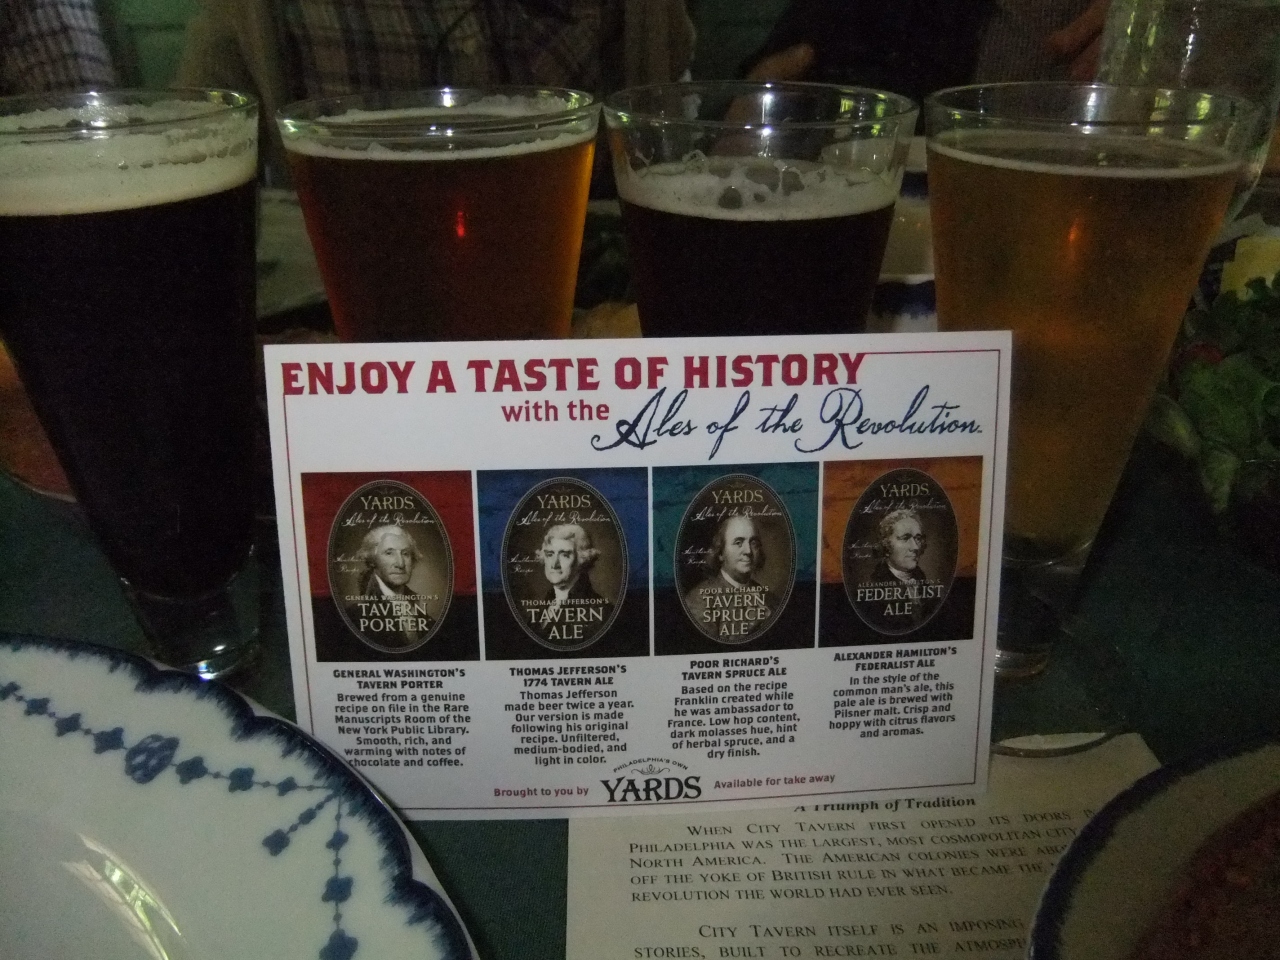 ENJOY A TASTE OF HISTORY
with the Ales of the Revolution.
YARDS
Ales of the Revolution
GENERAL WASHINGTON'S
TAVERN
PORTER
YARDS
Ales of the Revolution
THOMAS JEFFERSON'S
TAVERN
ALE
YARDS
Ales of the Revolution
POOR RICHARD'S
TAVERN
SPRUCE
ALE
YARDS
Ales of the Revolution
ALEXANDER HAMILTON'S
FEDERALIST
ALE
GENERAL WASHINGTON'S
TAVERN PORTER
Brewed from a genuine
recipe on file in the Rare
Manuscripts Room of the
New York Public Library.
Smooth, rich, and
warming with notes of
chocolate and coffee.
THOMAS JEFFERSON'S
1774 TAVERN ALE
Thomas Jefferson
made beer twice a year.
Our version is made
following his original
recipe. Unfiltered,
medium-bodied, and
light in color.
POOR RICHARD'S
TAVERN SPRUCE ALE
Based on the recipe
Franklin created while
he was ambassador to
France. Low hop content,
dark molasses hue, hint
of herbal spruce, and a
dry finish.
ALEXANDER HAMILTON'S
FEDERALIST ALE
In the style of the
common man's ale, this
pale ale is brewed with
Pilsner malt. Crisp and
hoppy with citrus flavors
and aromas.
Brought to you by
PHILADELPHIA'S OWN
YARDS
Available for take away
A Triumph of Tradition
WHEN CITY TAVERN FIRST OPENED ITS DOORS
PHILADELPHIA WAS THE LARGEST, MOST COSMOPOLITAN CITY
NORTH AMERICA. THE AMERICAN COLONIES WERE
OFF THE YOKE OF BRITISH RULE IN WHAT BECAME THE
REVOLUTION THE WORLD HAD EVER SEEN.
CITY TAVERN ITSELF IS AN IMPOSING
STORIES, BUILT TO RECREATE THE